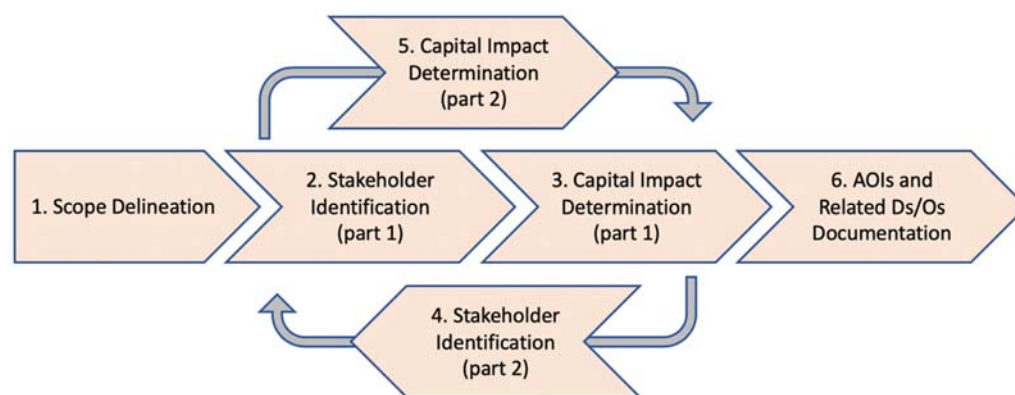 5. Capital Impact
Determination
(part 2)
1. Scope Delineation
2. Stakeholder
Identification
(part 1)
3. Capital Impact
Determination
(part 1)
6. AOIs and
Related Ds/Os
Documentation
4. Stakeholder
Identification
(part 2)